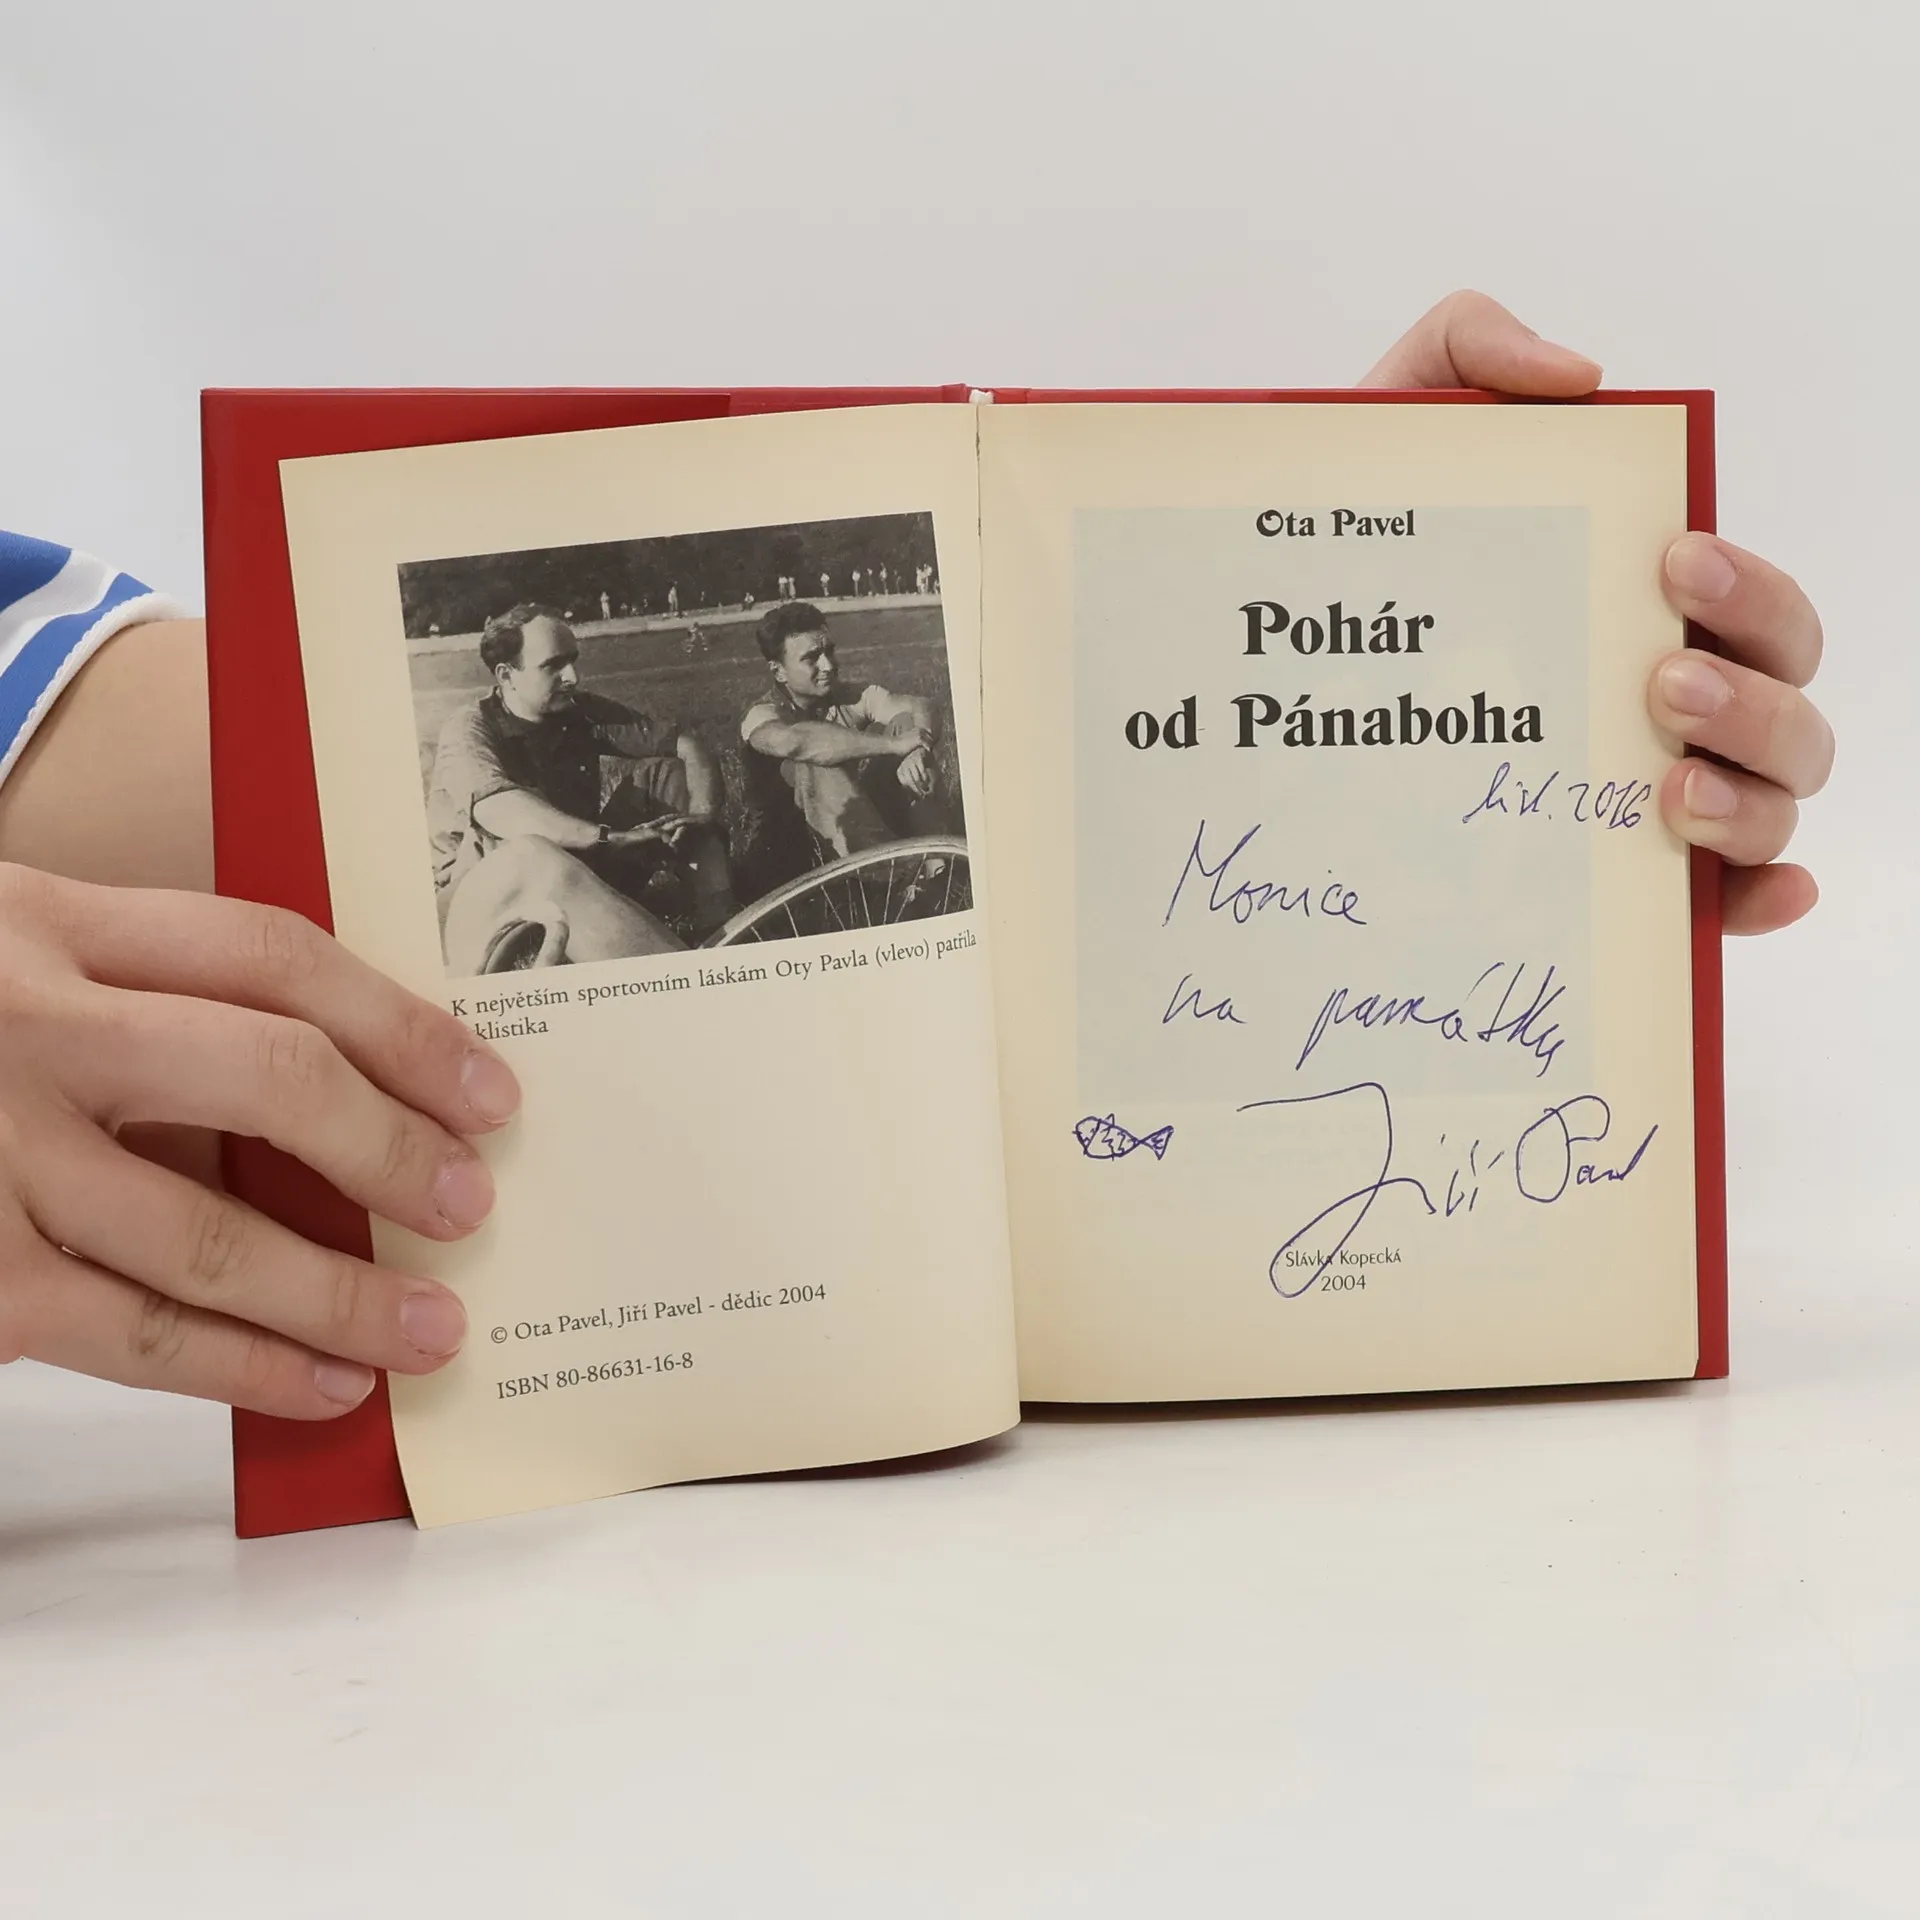 K největším sportovním láskám Oty Pavla (vlevo) patřila
klistika
© Ota Pavel, Jiří Pavel - dědic 2004
ISBN 80-86631-16-8
Ota Pavel
Pohár
od Pánaboha
list. 2016
Monice
na památku
Jiří Pavel
Slávka Kopecká
2004